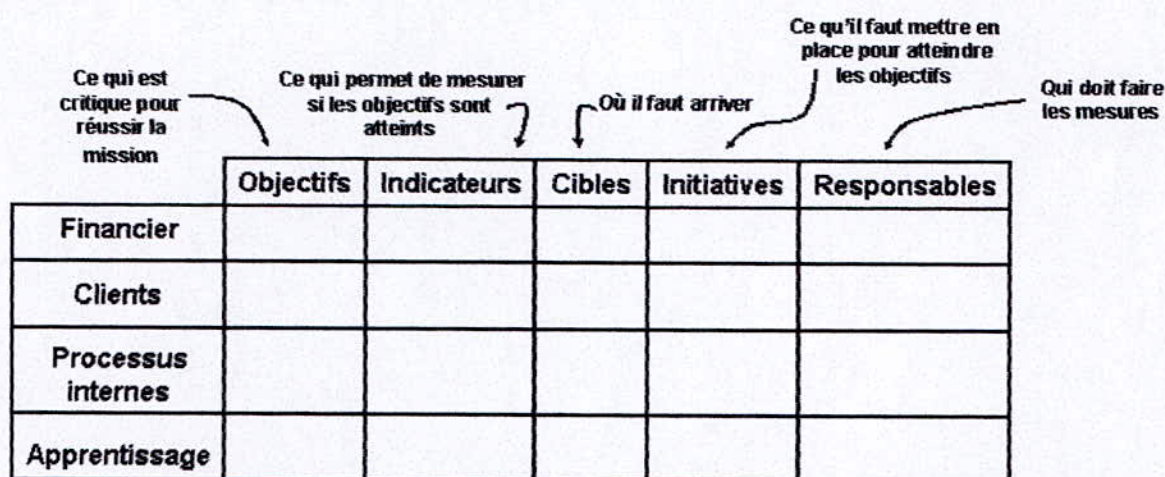 Ce qui est
critique pour
réussir la
mission
Ce qui permet de mesurer
si les objectifs sont
atteints
Où il faut arriver
Ce qu'il faut mettre en
place pour atteindre
les objectifs
Qui doit faire
les mesures
Objectifs Indicateurs Cibles Initiatives Responsables
Financier
Clients
Processus
internes
Apprentissage